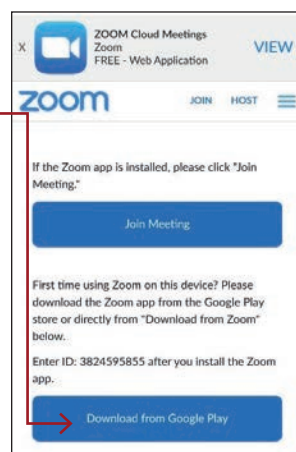 X
ZOOM Cloud Meetings
Zoom
FREE - Web Application
VIEW
zoom JOIN HOST
If the Zoom app is installed, please click "Join
Meeting."
Join Meeting
First time using Zoom on this device? Please
download the Zoom app from the Google Play
store or directly from "Download from Zoom"
below.
Enter ID: 3824595855 after you install the Zoom
app.
Download from Google Play